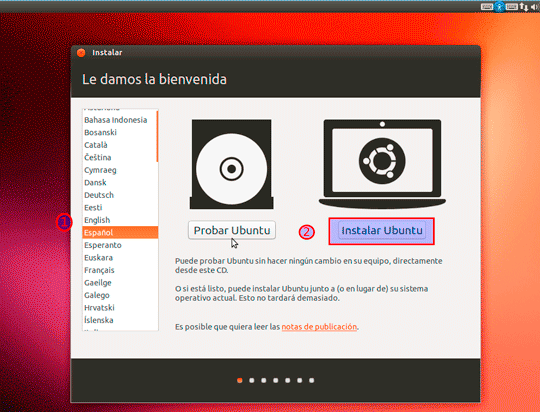 Instalar
Le damos la bienvenida
Asturianu
Bahasa Indonesia
Bosanski
Català
Čeština
Cymraeg
Dansk
Deutsch
Eesti
English
1
Español
Esperanto
Euskara
Français
Gaeilge
Galego
Hrvatski
Íslenska
Probar Ubuntu
2
Instalar Ubuntu
Puede probar Ubuntu sin hacer ningún cambio en su equipo, directamente
desde este CD.
O si está listo, puede instalar Ubuntu junto a (o en lugar de) su sistema
operativo actual. Esto no tardará demasiado.
Es posible que quiera leer las notas de publicación.